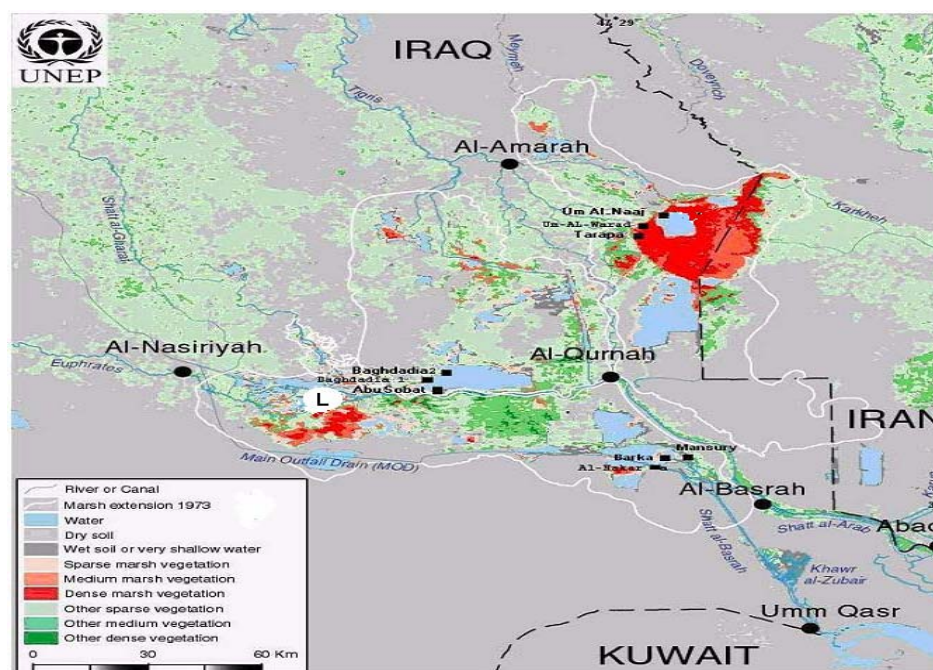 UNEP
47° 29"
IRAQ
Meymeh
Doveyrich
Tigris
Al-Amarah
Shatt al-Gharaf
Um Al-Naaj
Um-AL-Warad
Tarapa
Karkheh
Al-Nasiriyah
Euphrates
Baghdadia2
Baghdadia 1
AbuSobat
Al-Qurnah
L
IRAN
Main Outfall Drain (MOD)
Mansury
Barka
Al-Basrah
Shatt al-Arab
Abad
Shatt al-Basrah
Khawr
al-Zubair
Umm Qasr
KUWAIT
River or Canal
Marsh extension 1973
Water
Dry soil
Wet soil or very shallow water
Sparse marsh vegetation
Medium marsh vegetation
Dense marsh vegetation
Other sparse vegetation
Other medium vegetation
Other dense vegetation
0 30 60 Km